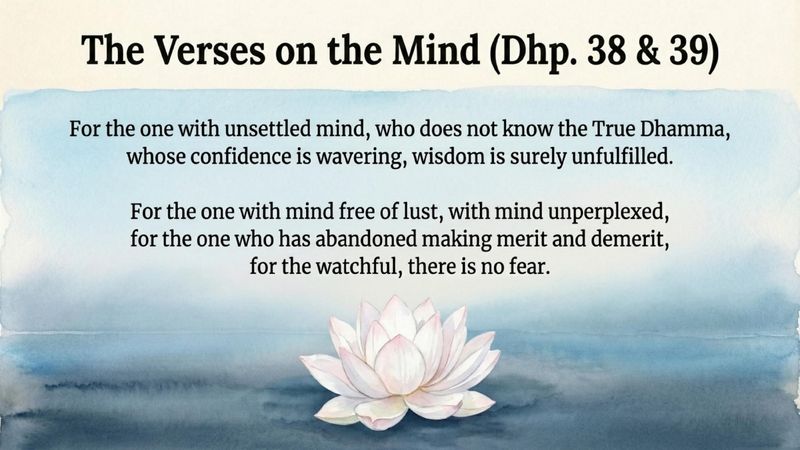 The Verses on the Mind (Dhp. 38 & 39)
For the one with unsettled mind, who does not know the True Dhamma,
whose confidence is wavering, wisdom is surely unfulfilled.
For the one with mind free of lust, with mind unperplexed,
for the one who has abandoned making merit and demerit,
for the watchful, there is no fear.